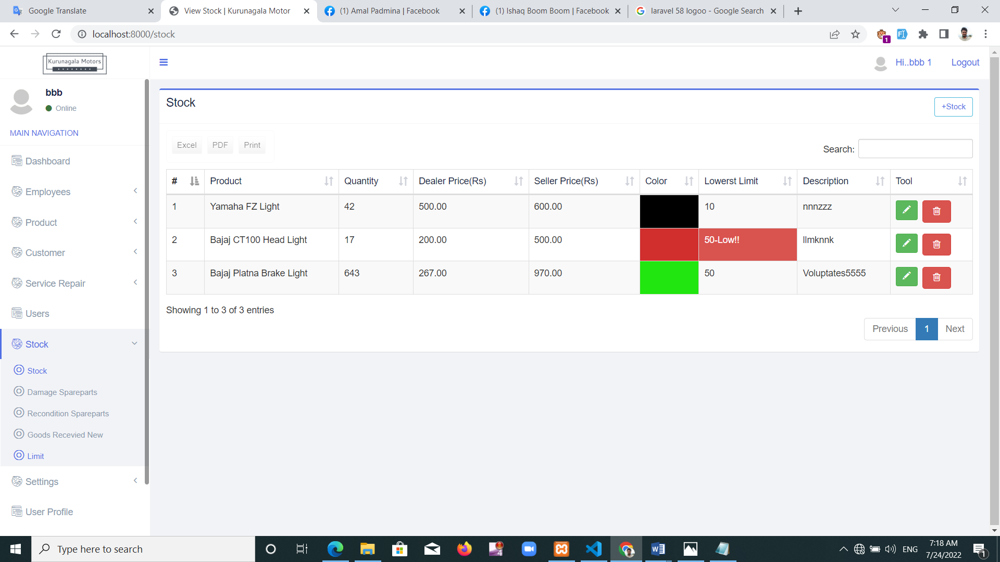 Google Translate
View Stock | Kurunagala Motor
(1) Amal Padmina | Facebook
(1) Ishaq Boom Boom | Facebook
laravel 58 logoo - Google Search
localhost:8000/stock
1
Kurunagala Motors
Hi..bbb 1
Logout
bbb
Online
MAIN NAVIGATION
Dashboard
Employees
Product
Customer
Service Repair
Users
Stock
Stock
Damage Spareparts
Recondition Spareparts
Goods Recevied New
Limit
Settings
User Profile
Stock
+Stock
Excel PDF Print
Search:
# Product Quantity Dealer Price(Rs) Seller Price(Rs) Color Lowerst Limit Description Tool
1 Yamaha FZ Light 42 500.00 600.00 10 nnnzzz
2 Bajaj CT100 Head Light 17 200.00 500.00 50-Low!! llmknnk
3 Bajaj Platna Brake Light 643 267.00 970.00 50 Voluptates5555
Showing 1 to 3 of 3 entries
Previous 1 Next
Type here to search
4
ENG
7:18 AM
7/24/2022
1